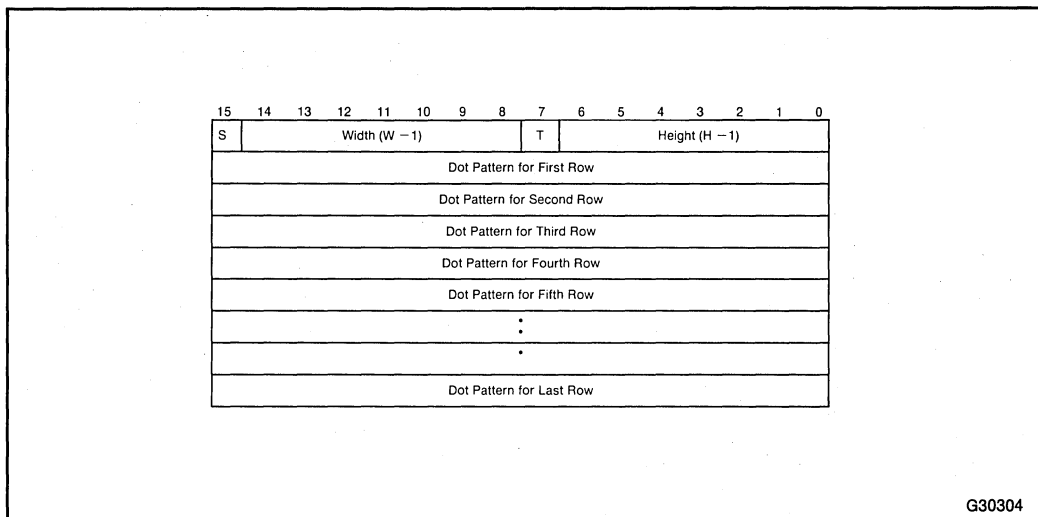 15 14 13 12 11 10 9 8 7 6 5 4 3 2 1 0
S Width (W −1) T Height (H −1)
Dot Pattern for First Row
Dot Pattern for Second Row
Dot Pattern for Third Row
Dot Pattern for Fourth Row
Dot Pattern for Fifth Row
Dot Pattern for Last Row
G30304